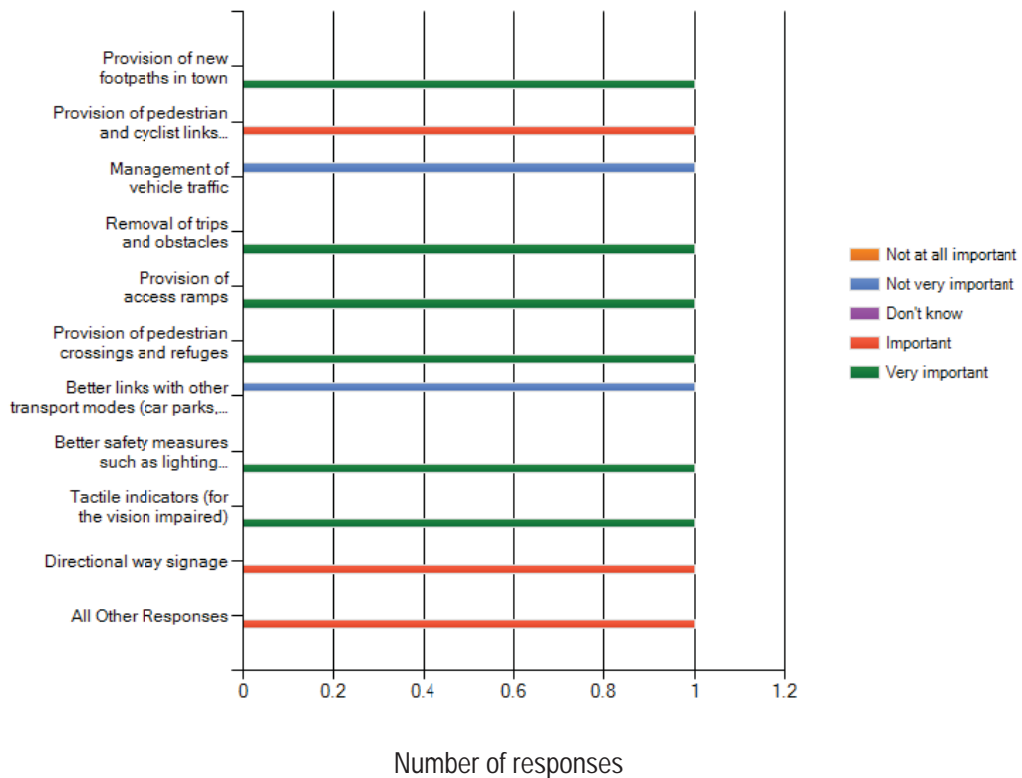 Provision of new
footpaths in town
Provision of pedestrian
and cyclist links...
Management of
vehicle traffic
Removal of trips
and obstacles
Provision of
access ramps
Provision of pedestrian
crossings and refuges
Better links with other
transport modes (car parks,...
Better safety measures
such as lighting...
Tactile indicators (for
the vision impaired)
Directional way signage
All Other Responses
0 0.2 0.4 0.6 0.8 1 1.2
Number of responses
Not at all important
Not very important
Don't know
Important
Very important